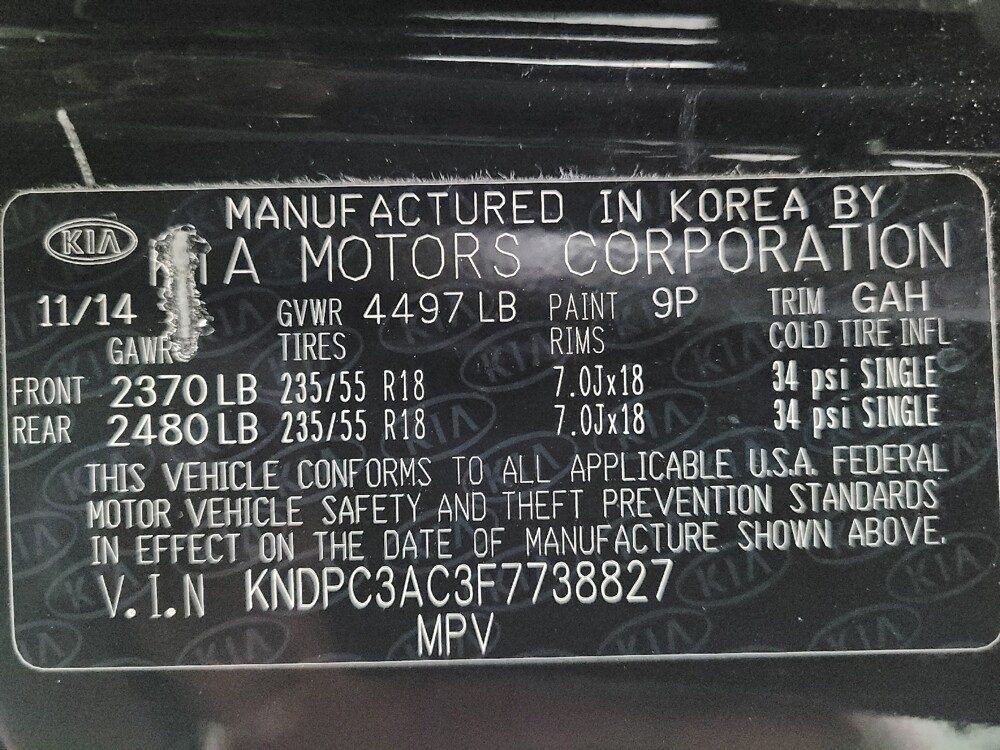 KIA
MANUFACTURED IN KOREA BY
KIA MOTORS CORPORATION
11/14 GVWR 4497 LB PAINT 9P TRIM GAH
GAWR TIRES RIMS COLD TIRE INFL
FRONT 2370 LB 235/55 R18 7.0Jx18 34 psi SINGLE
REAR 2480 LB 235/55 R18 7.0Jx18 34 psi SINGLE
THIS VEHICLE CONFORMS TO ALL APPLICABLE U.S.A. FEDERAL
MOTOR VEHICLE SAFETY AND THEFT PREVENTION STANDARDS
IN EFFECT ON THE DATE OF MANUFACTURE SHOWN ABOVE.
V.I.N KNDPC3AC3F7738827
MPV